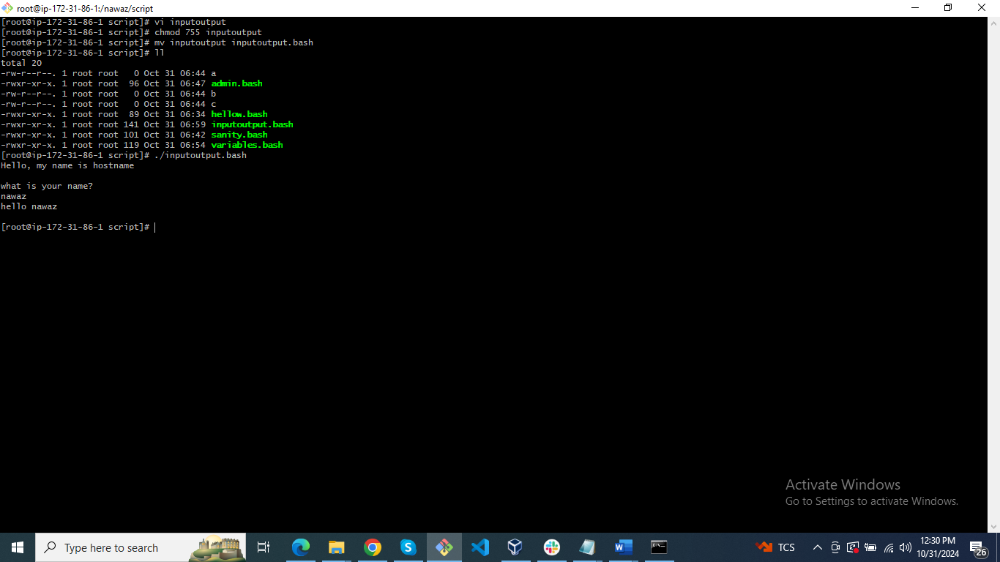 root@ip-172-31-86-1:/nawaz/script
[root@ip-172-31-86-1 script]# vi inputoutput
[root@ip-172-31-86-1 script]# chmod 755 inputoutput
[root@ip-172-31-86-1 script]# mv inputoutput inputoutput.bash
[root@ip-172-31-86-1 script]# ll
total 20
-rw-r--r--. 1 root root   0 Oct 31 06:44 a
-rwxr-xr-x. 1 root root  96 Oct 31 06:47 admin.bash
-rw-r--r--. 1 root root   0 Oct 31 06:44 b
-rw-r--r--. 1 root root   0 Oct 31 06:44 c
-rwxr-xr-x. 1 root root  89 Oct 31 06:34 hellow.bash
-rwxr-xr-x. 1 root root 141 Oct 31 06:59 inputoutput.bash
-rwxr-xr-x. 1 root root 101 Oct 31 06:42 sanity.bash
-rwxr-xr-x. 1 root root 119 Oct 31 06:54 variables.bash
[root@ip-172-31-86-1 script]# ./inputoutput.bash
Hello, my name is hostname
what is your name?
nawaz
hello nawaz
[root@ip-172-31-86-1 script]#
Activate Windows
Go to Settings to activate Windows.
Type here to search
TCS
12:30 PM
10/31/2024
26